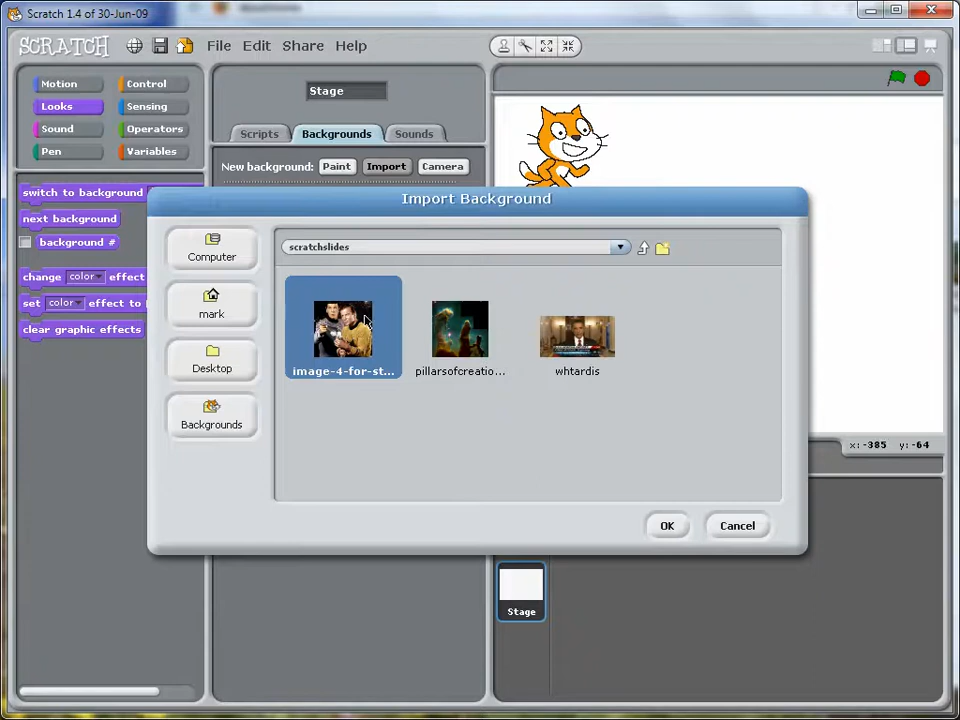 Scratch 1.4 of 30-Jun-09
SCRATCH File Edit Share Help
Motion Control
Looks Sensing
Sound Operators
Pen Variables
Stage
Scripts Backgrounds Sounds
New background: Paint Import Camera
switch to background
next background
background #
change color effect
set color effect to
clear graphic effects
Import Background
Computer
mark
Desktop
Backgrounds
scratchslides
image-4-for-st...
pillarsofcreatio...
whtardis
OK Cancel
x: -385 y: -64
Stage